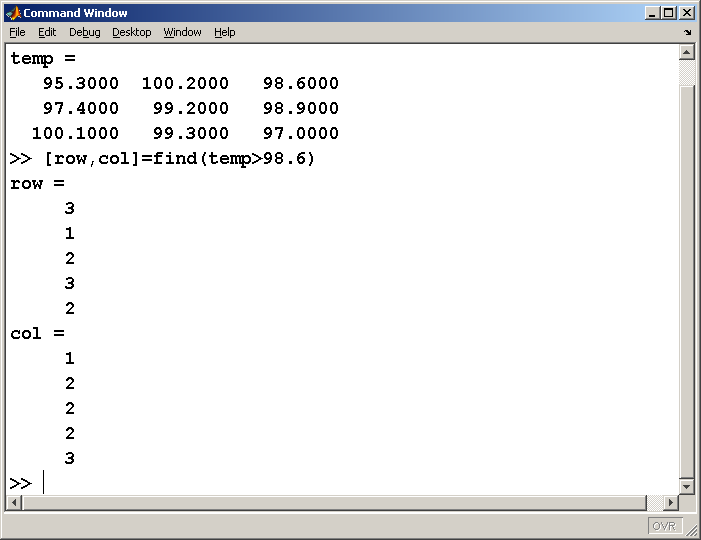 Command Window
File Edit Debug Desktop Window Help
temp =
95.3000 100.2000 98.6000
97.4000 99.2000 98.9000
100.1000 99.3000 97.0000
>> [row,col]=find(temp>98.6)
row =
3
1
2
3
2
col =
1
2
2
2
3
>>
OVR